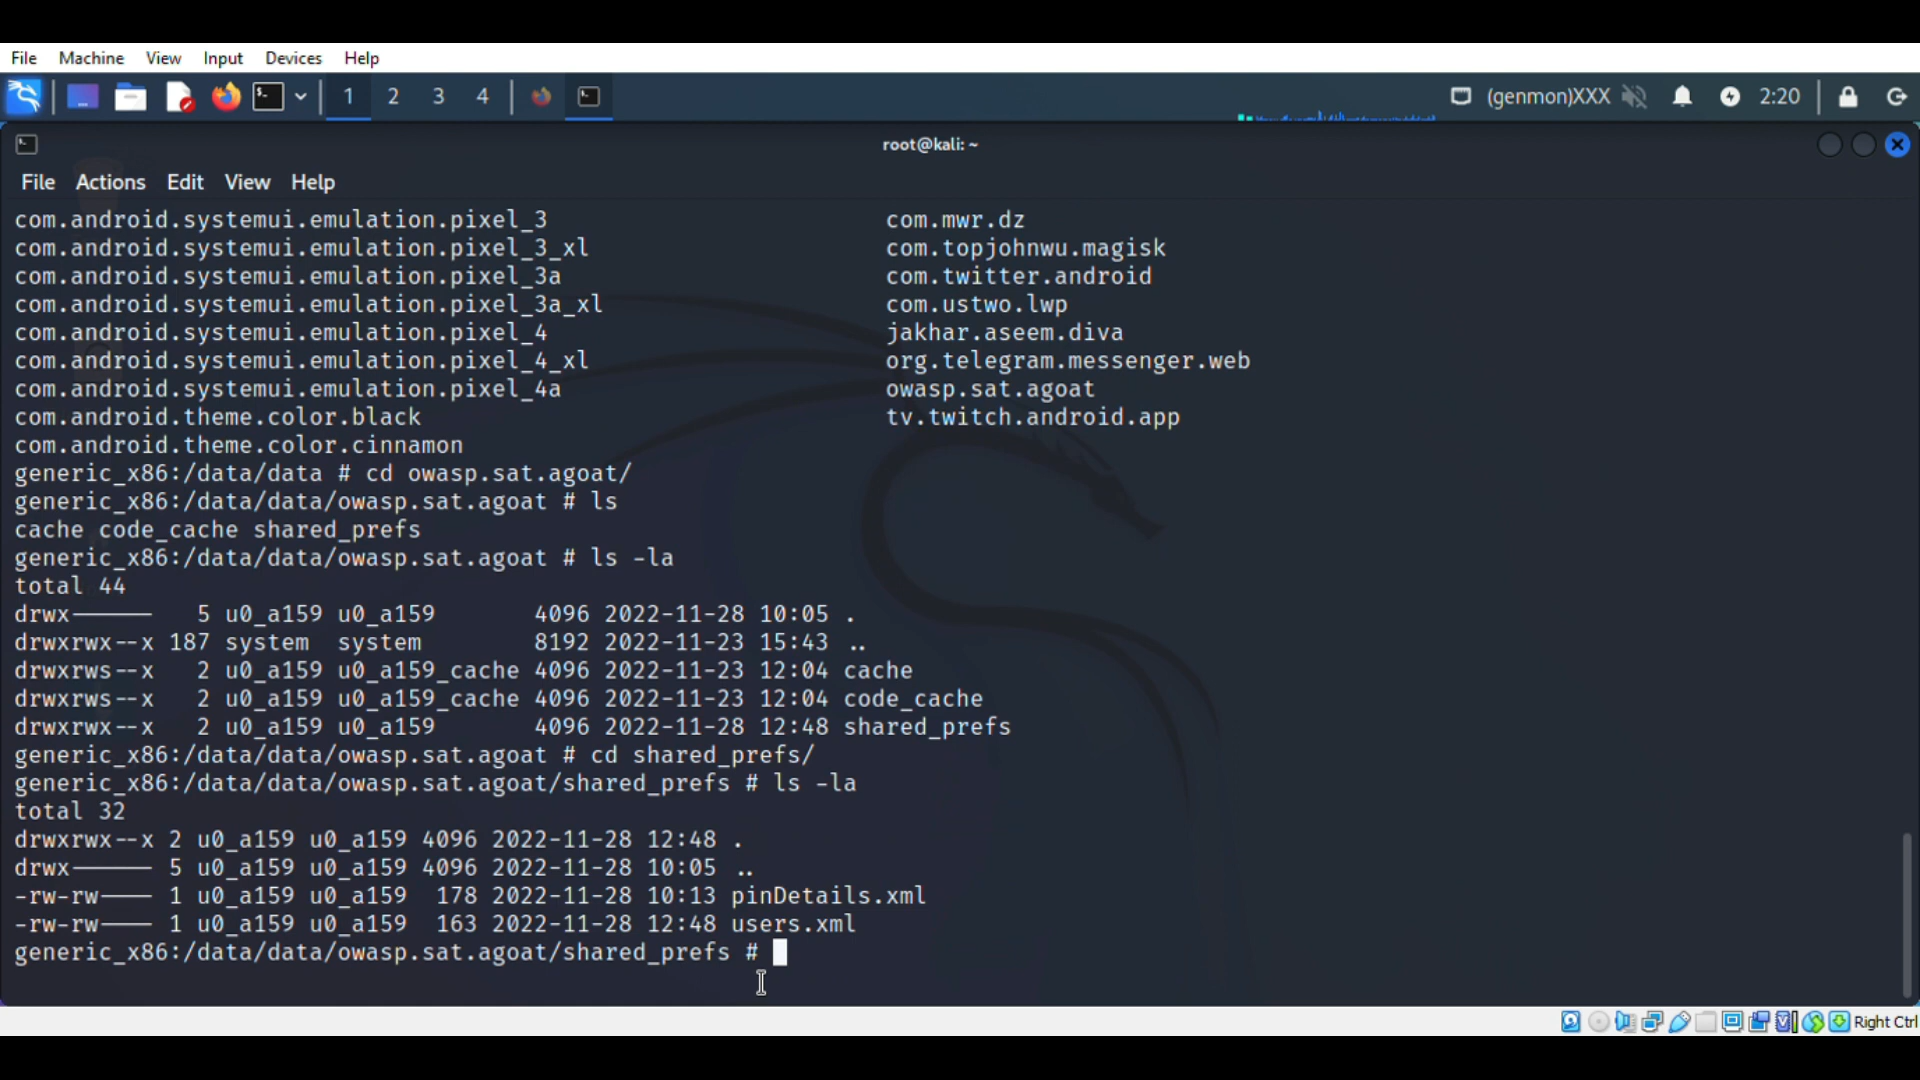 File Machine View Input Devices Help
1 2 3 4 (genmon)XXX 2:20
root@kali: ~
File Actions Edit View Help
com.android.systemui.emulation.pixel_3 com.mwr.dz
com.android.systemui.emulation.pixel_3_xl com.topjohnwu.magisk
com.android.systemui.emulation.pixel_3a com.twitter.android
com.android.systemui.emulation.pixel_3a_xl com.ustwo.lwp
com.android.systemui.emulation.pixel_4 jakhar.aseem.diva
com.android.systemui.emulation.pixel_4_xl org.telegram.messenger.web
com.android.systemui.emulation.pixel_4a owasp.sat.agoat
com.android.theme.color.black tv.twitch.android.app
com.android.theme.color.cinnamon
generic_x86:/data/data # cd owasp.sat.agoat/
generic_x86:/data/data/owasp.sat.agoat # ls
cache code_cache shared_prefs
generic_x86:/data/data/owasp.sat.agoat # ls -la
total 44
drwx------ 5 u0_a159 u0_a159 4096 2022-11-28 10:05 .
drwxrwx--x 187 system system 8192 2022-11-23 15:43 ..
drwxrws--x 2 u0_a159 u0_a159_cache 4096 2022-11-23 12:04 cache
drwxrws--x 2 u0_a159 u0_a159_cache 4096 2022-11-23 12:04 code_cache
drwxrwx--x 2 u0_a159 u0_a159 4096 2022-11-28 12:48 shared_prefs
generic_x86:/data/data/owasp.sat.agoat # cd shared_prefs/
generic_x86:/data/data/owasp.sat.agoat/shared_prefs # ls -la
total 32
drwxrwx--x 2 u0_a159 u0_a159 4096 2022-11-28 12:48 .
drwx------ 5 u0_a159 u0_a159 4096 2022-11-28 10:05 ..
-rw-rw---- 1 u0_a159 u0_a159 178 2022-11-28 10:13 pinDetails.xml
-rw-rw---- 1 u0_a159 u0_a159 163 2022-11-28 12:48 users.xml
generic_x86:/data/data/owasp.sat.agoat/shared_prefs #
Right Ctrl